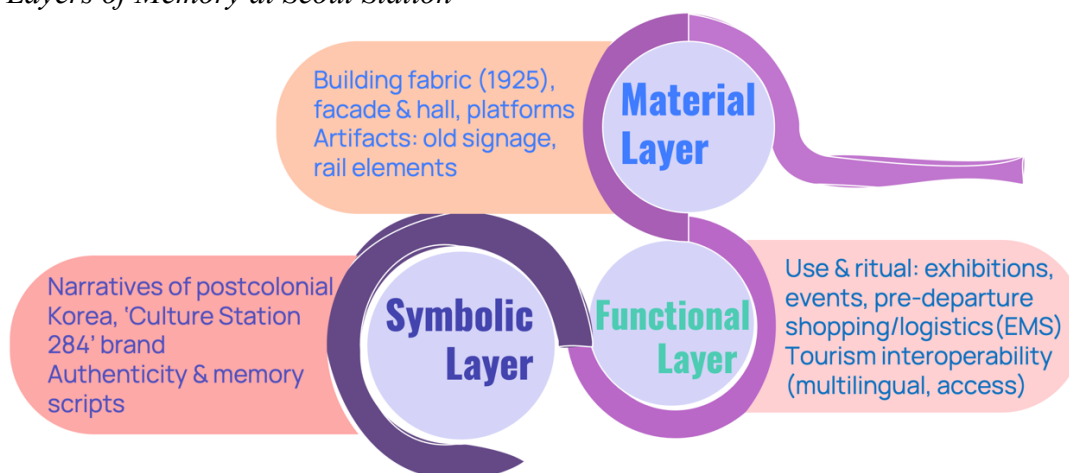 Layers of Memory at Seoul Station
Building fabric (1925),
facade & hall, platforms
Artifacts: old signage,
rail elements
Material
Layer
Narratives of postcolonial
Korea, ‘Culture Station
284’ brand
Authenticity & memory
scripts
Symbolic
Layer
Functional
Layer
Use & ritual: exhibitions,
events, pre-departure
shopping/logistics(EMS)
Tourism interoperability
(multilingual, access)